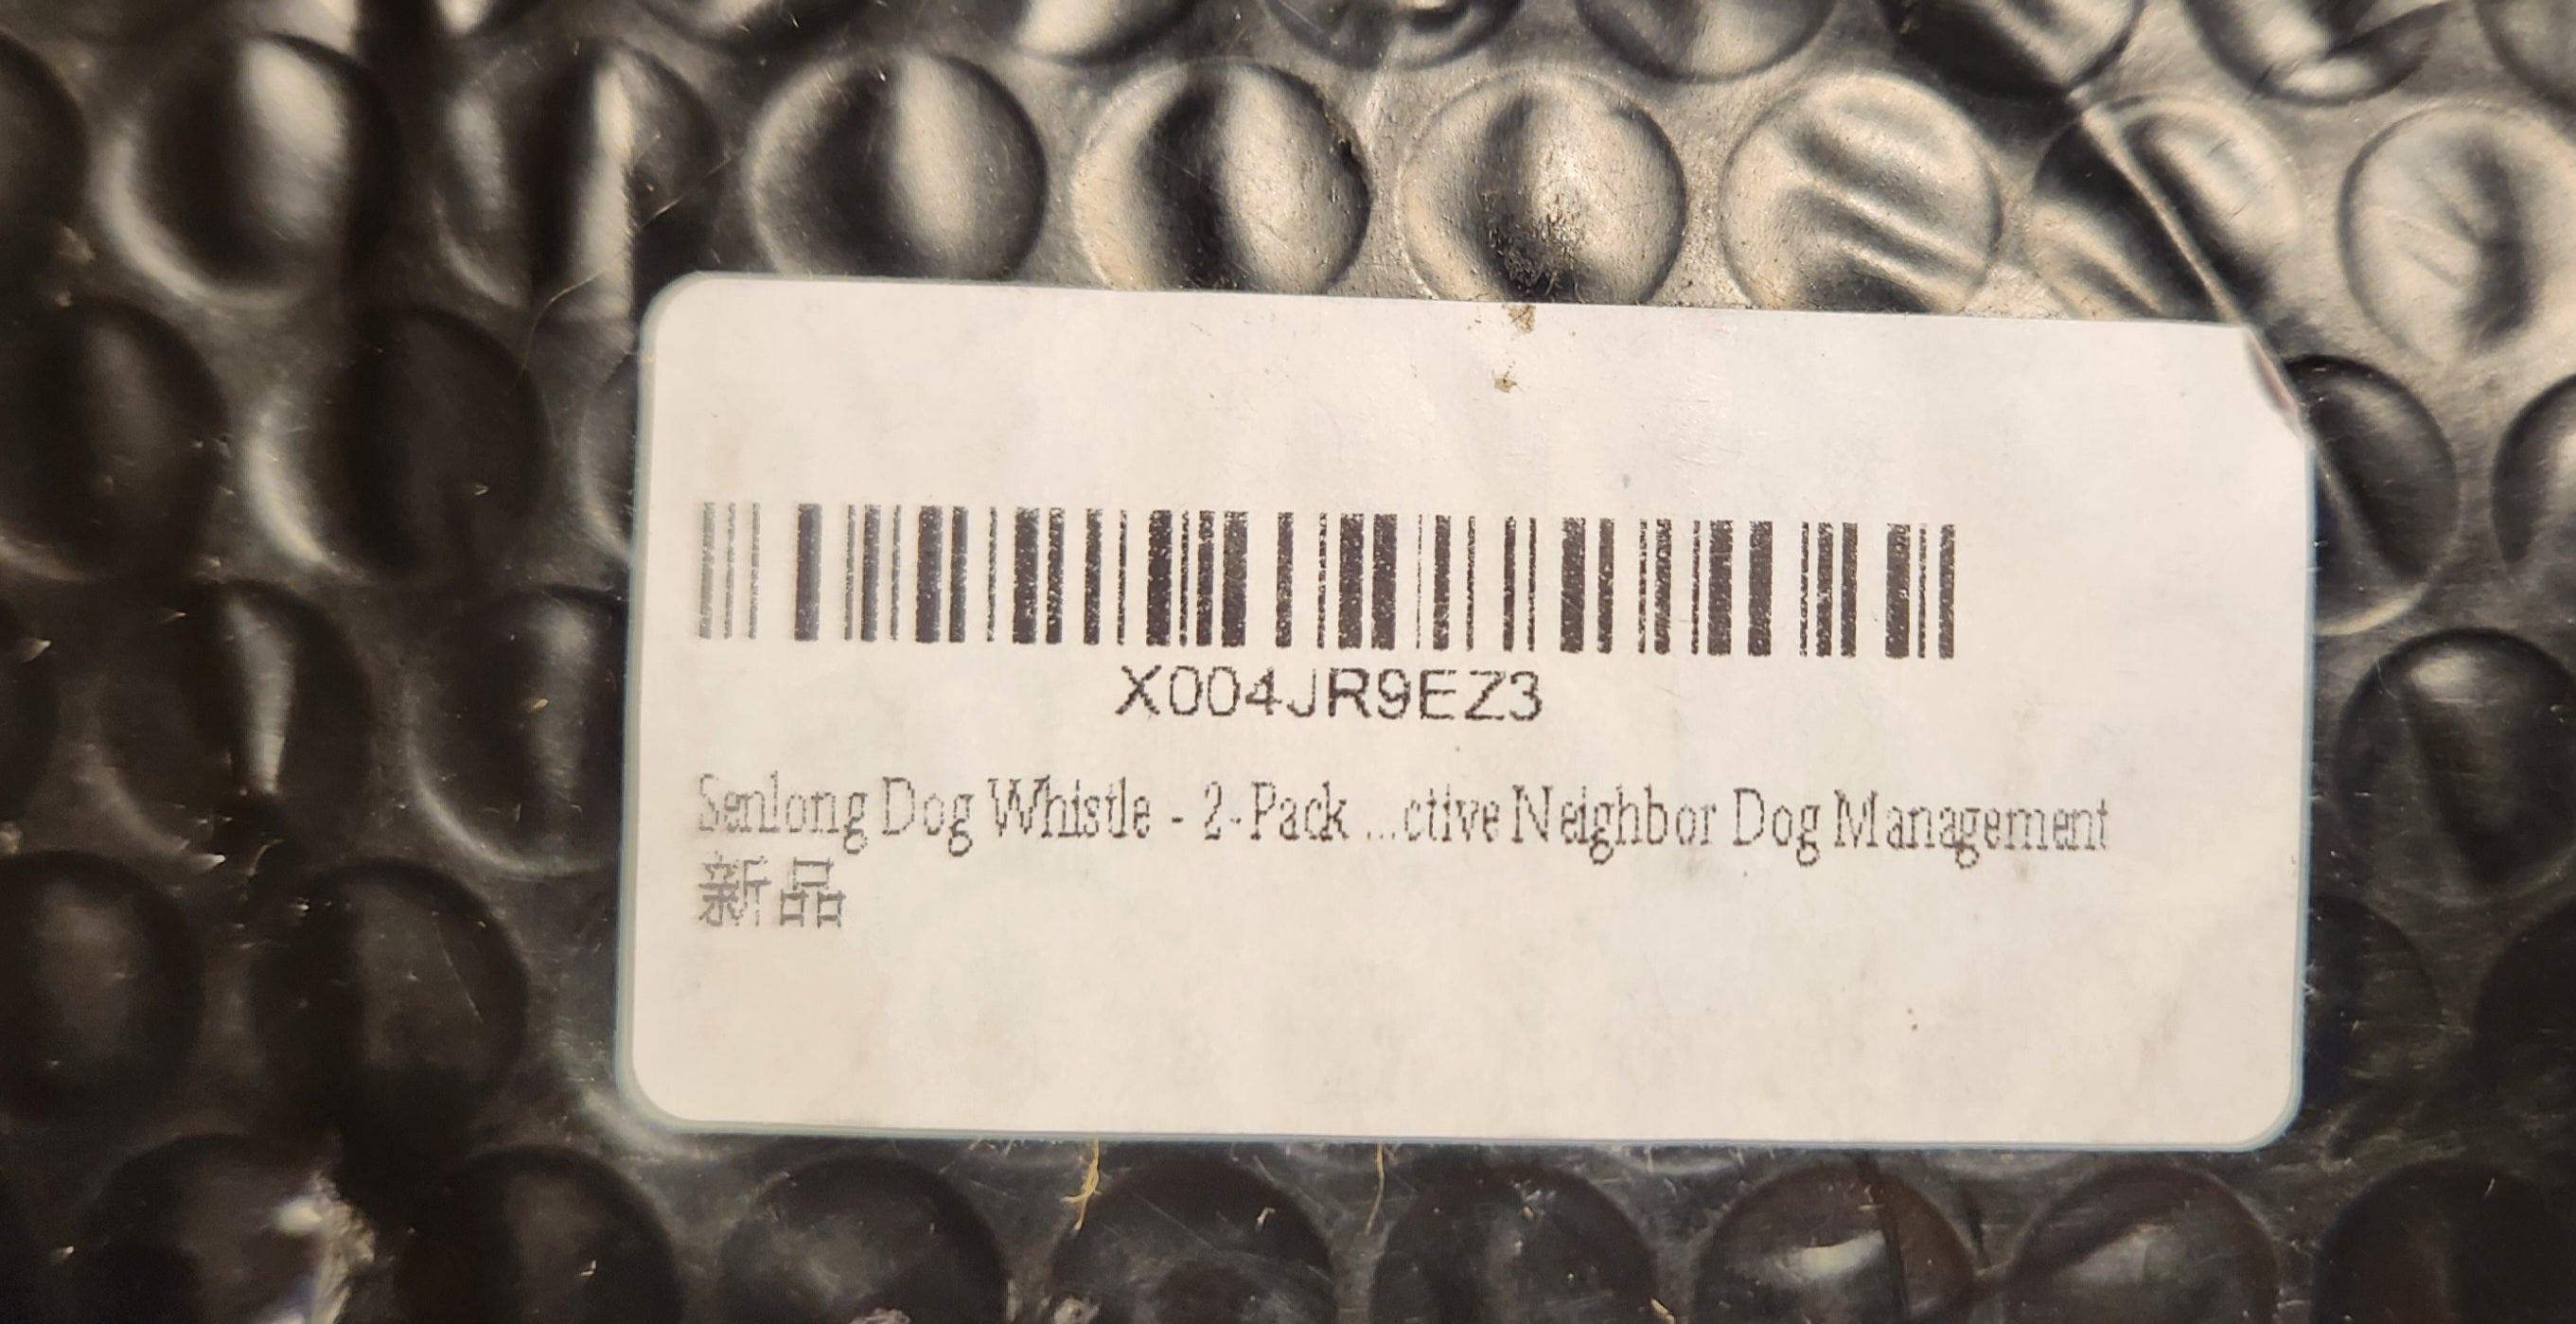 X004JR9EZ3
Senlong Dog Whistle - 2-Pack ...ctive Neighbor Dog Management
新品